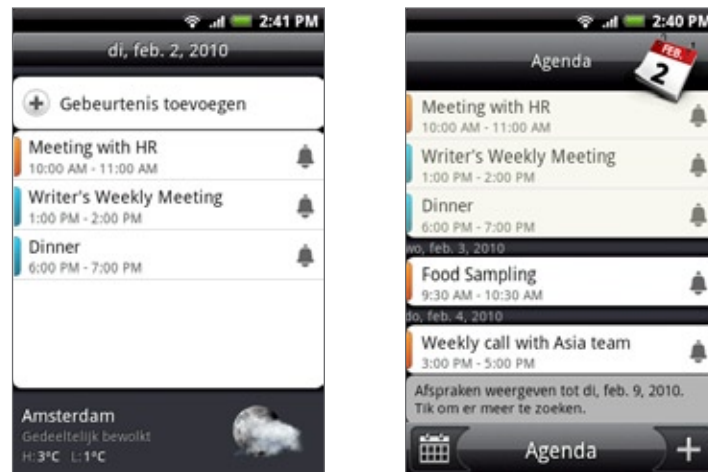 2:41 PM
di, feb. 2, 2010
Gebeurtenis toevoegen
Meeting with HR
10:00 AM - 11:00 AM
Writer's Weekly Meeting
1:00 PM - 2:00 PM
Dinner
6:00 PM - 7:00 PM
Amsterdam
Gedeeltelijk bewolkt
H:3°C L:1°C
2:40 PM
Agenda
FEB.
2
Meeting with HR
10:00 AM - 11:00 AM
Writer's Weekly Meeting
1:00 PM - 2:00 PM
Dinner
6:00 PM - 7:00 PM
wo, feb. 3, 2010
Food Sampling
9:30 AM - 10:30 AM
do, feb. 4, 2010
Weekly call with Asia team
3:00 PM - 5:00 PM
Afspraken weergeven tot di, feb. 9, 2010.
Tik om er meer te zoeken.
Agenda